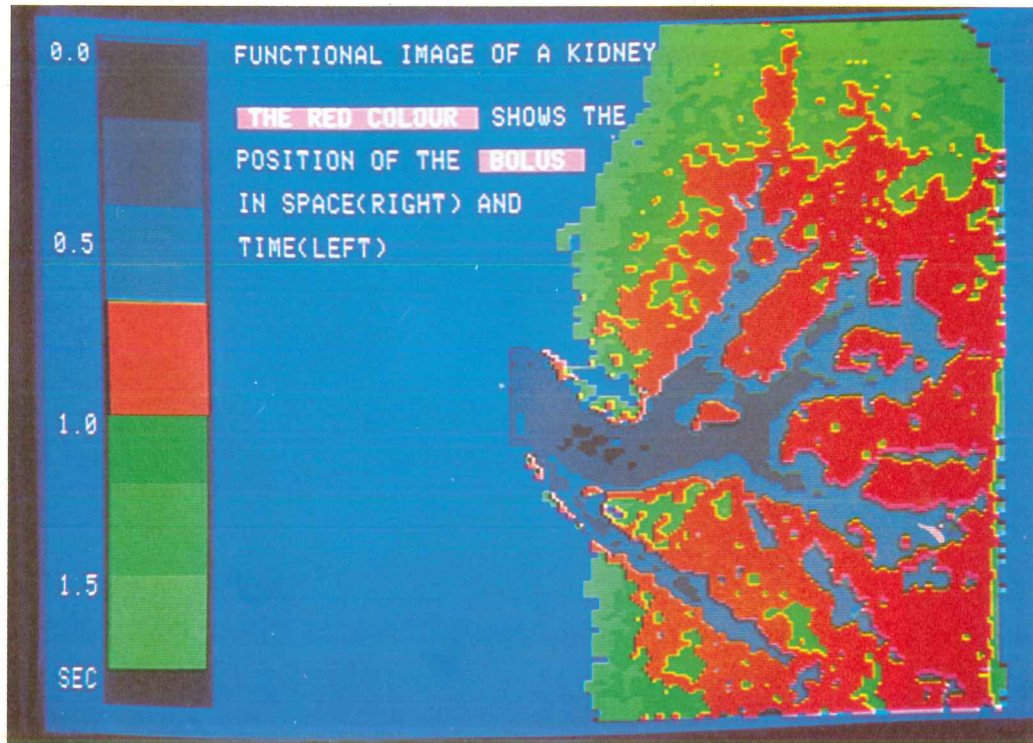 0.0
0.5
1.0
1.5
SEC
FUNCTIONAL IMAGE OF A KIDNEY
THE RED COLOUR SHOWS THE
POSITION OF THE BOLUS
IN SPACE(RIGHT) AND
TIME(LEFT)